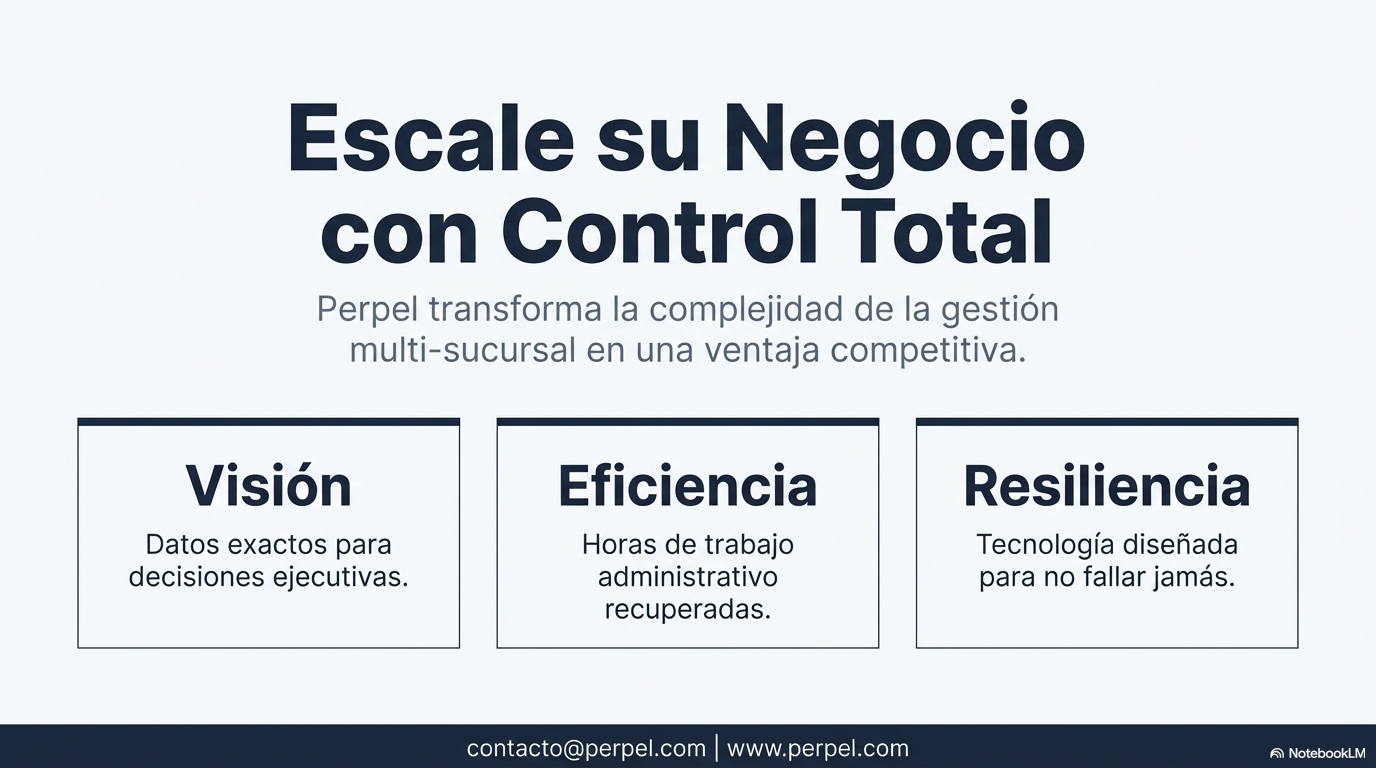 Escale su Negocio
con Control Total
Perpel transforma la complejidad de la gestión
multi-sucursal en una ventaja competitiva.
Visión
Datos exactos para
decisiones ejecutivas.
Eficiencia
Horas de trabajo
administrativo
recuperadas.
Resiliencia
Tecnología diseñada
para no fallar jamás.
contacto@perpel.com | www.perpel.com
NotebookLM